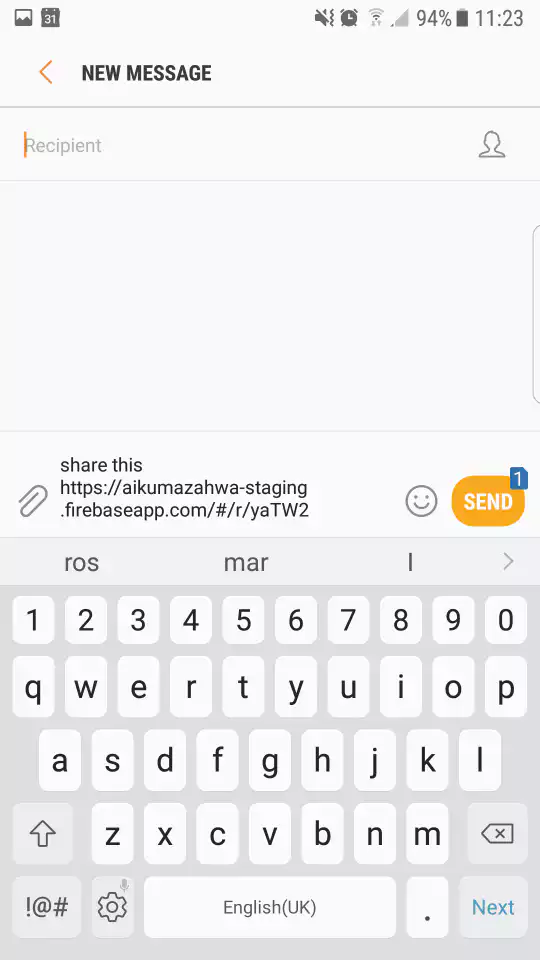 31 94% 11:23
NEW MESSAGE
Recipient
share this
https://aikumazahwa-staging
.firebaseapp.com/#/r/yaTW2
1
SEND
ros mar I
1 2 3 4 5 6 7 8 9 0
q w e r t y u i o p
a s d f g h j k l
z x c v b n m
!@# English(UK) . Next